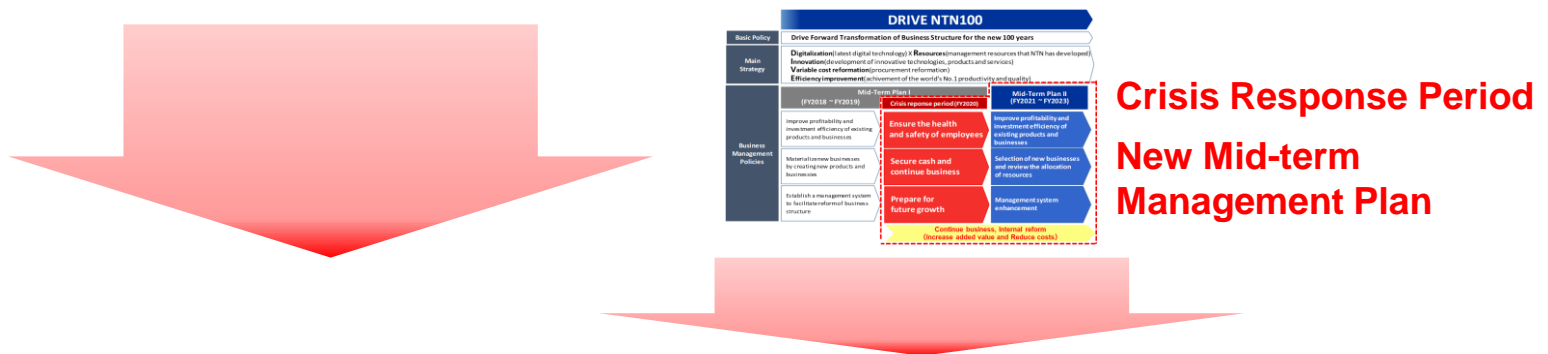 DRIVE NTN100
Basic Policy
Drive Forward Transformation of Business Structure for the new 100 years
Main
Strategy
Digitalization(latest digital technology) X Resources(management resources that NTN has developed)
Innovation(development of innovative technologies, products and services)
Variable cost reformation(procurement reformation)
Efficiency improvement(achivement of the world's No.1 productivity and quality)
Business
Management
Policies
Mid-Term Plan I
(FY2018 ~ FY2019)
Crisis reponse period (FY2020)
Mid-Term Plan II
(FY2021 ~ FY2023)
Improve profitability and
investment efficiency of existing
products and businesses
Ensure the health
and safety of employees
Improve profitability and
investment efficiency of
existing products and
businesses
Materialize new businesses
by creating new products and
businesses
Secure cash and
continue business
Selection of new businesses
and review the allocation
of resources
Establish a management system
to facilitate reform of business
structure
Prepare for
future growth
Management system
enhancement
Continue business, Internal reform
(Increase added value and Reduce costs)
Crisis Response Period
New Mid-term
Management Plan